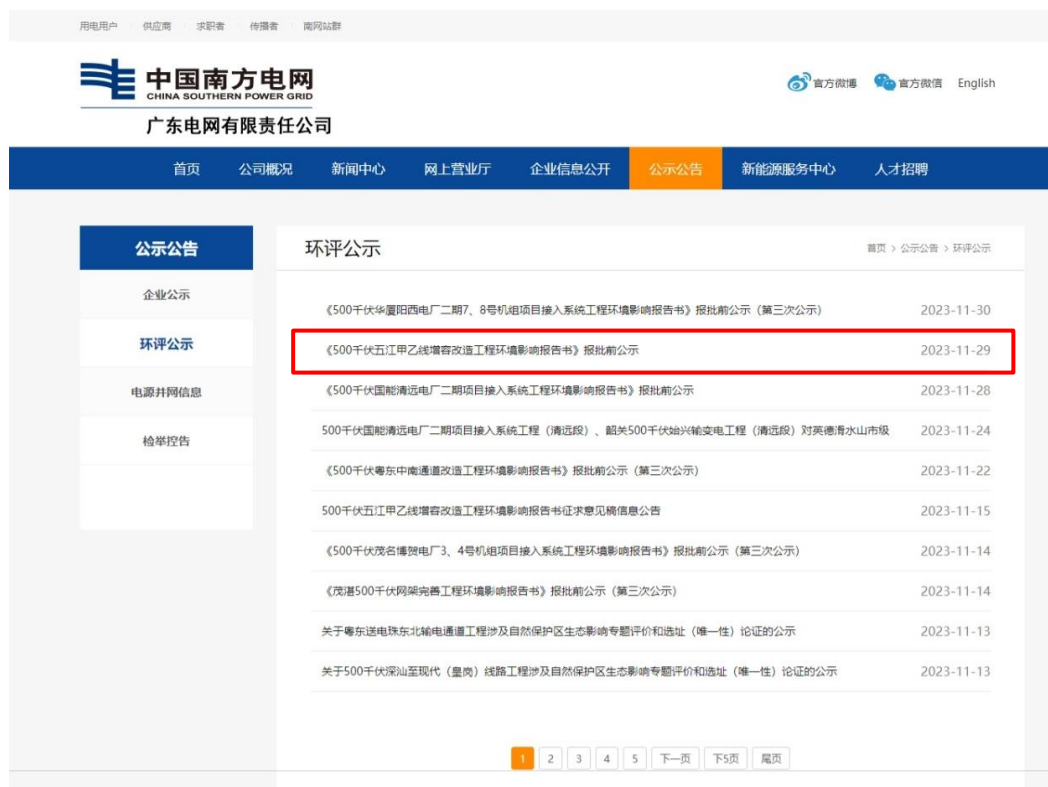 用电用户 供应商 求职者 传播者 南网站群
中国南方电网
CHINA SOUTHERN POWER GRID
广东电网有限责任公司
官方微博 官方微信 English
首页 公司概况 新闻中心 网上营业厅 企业信息公开 公示公告 新能源服务中心 人才招聘
公示公告
企业公示
环评公示
电源并网信息
检举控告
环评公示
首页 > 公示公告 > 环评公示
《500千伏华厦阳西电厂二期7、8号机组项目接入系统工程环境影响报告书》报批前公示（第三次公示） 2023-11-30
《500千伏五江甲乙线增容改造工程环境影响报告书》报批前公示 2023-11-29
《500千伏国能清远电厂二期项目接入系统工程环境影响报告书》报批前公示 2023-11-28
500千伏国能清远电厂二期项目接入系统工程（清远段）、韶关500千伏始兴输变电工程（清远段）对英德滑水山市级 2023-11-24
《500千伏粤东中南通道改造工程环境影响报告书》报批前公示（第三次公示） 2023-11-22
500千伏五江甲乙线增容改造工程环境影响报告书征求意见稿信息公告 2023-11-15
《500千伏茂名博贺电厂3、4号机组项目接入系统工程环境影响报告书》报批前公示（第三次公示） 2023-11-14
《茂湛500千伏网架完善工程环境影响报告书》报批前公示（第三次公示） 2023-11-14
关于粤东送电珠东北输电通道工程涉及自然保护区生态影响专题评价和选址（唯一性）论证的公示 2023-11-13
关于500千伏深汕至现代（皇岗）线路工程涉及自然保护区生态影响专题评价和选址（唯一性）论证的公示 2023-11-13
1 2 3 4 5 下一页 下5页 尾页